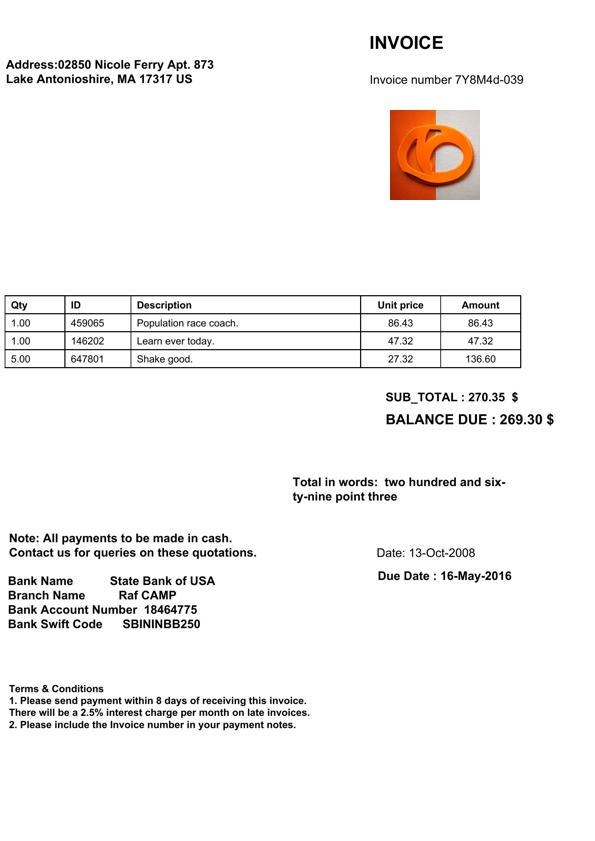 INVOICE
Address:02850 Nicole Ferry Apt. 873
Lake Antonioshire, MA 17317 US
Invoice number 7Y8M4d-039
Qty ID Description Unit price Amount
1.00 459065 Population race coach. 86.43 86.43
1.00 146202 Learn ever today. 47.32 47.32
5.00 647801 Shake good. 27.32 136.60
SUB_TOTAL : 270.35 $
BALANCE DUE : 269.30 $
Total in words: two hundred and six-
ty-nine point three
Note: All payments to be made in cash.
Contact us for queries on these quotations.
Date: 13-Oct-2008
Due Date : 16-May-2016
Bank Name State Bank of USA
Branch Name Raf CAMP
Bank Account Number 18464775
Bank Swift Code SBININBB250
Terms & Conditions
1. Please send payment within 8 days of receiving this invoice.
There will be a 2.5% interest charge per month on late invoices.
2. Please include the Invoice number in your payment notes.